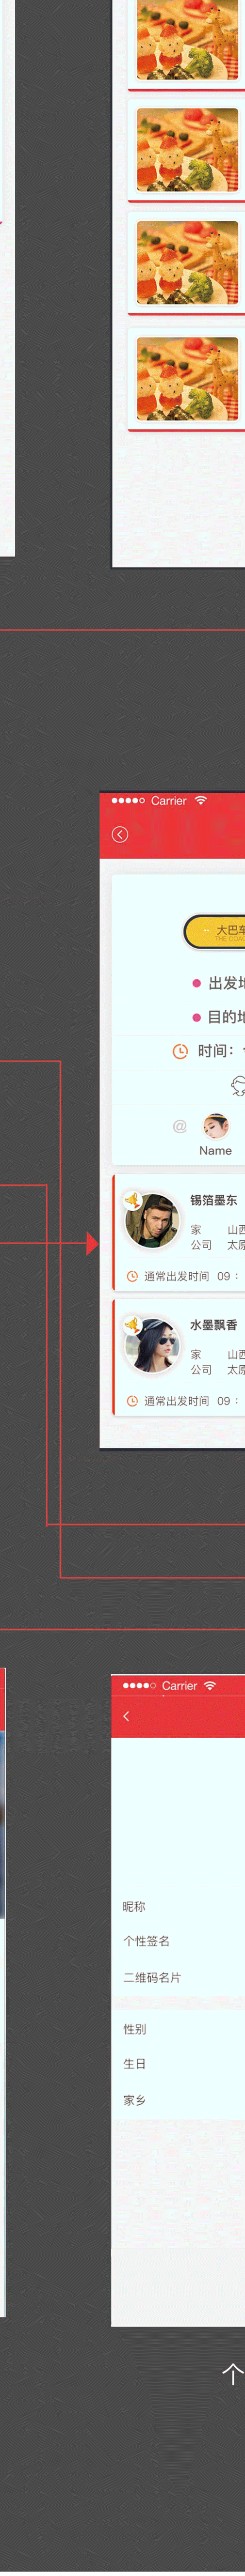 Carrier
大巴车
THE COAC
出发地
目的地
时间：
@
Name
锡箔墨东
家 山西
公司 太原
通常出发时间 09：
水墨飘香
家 山西
公司 太原
通常出发时间 09：
Carrier
昵称
个性签名
二维码名片
性别
生日
家乡
个